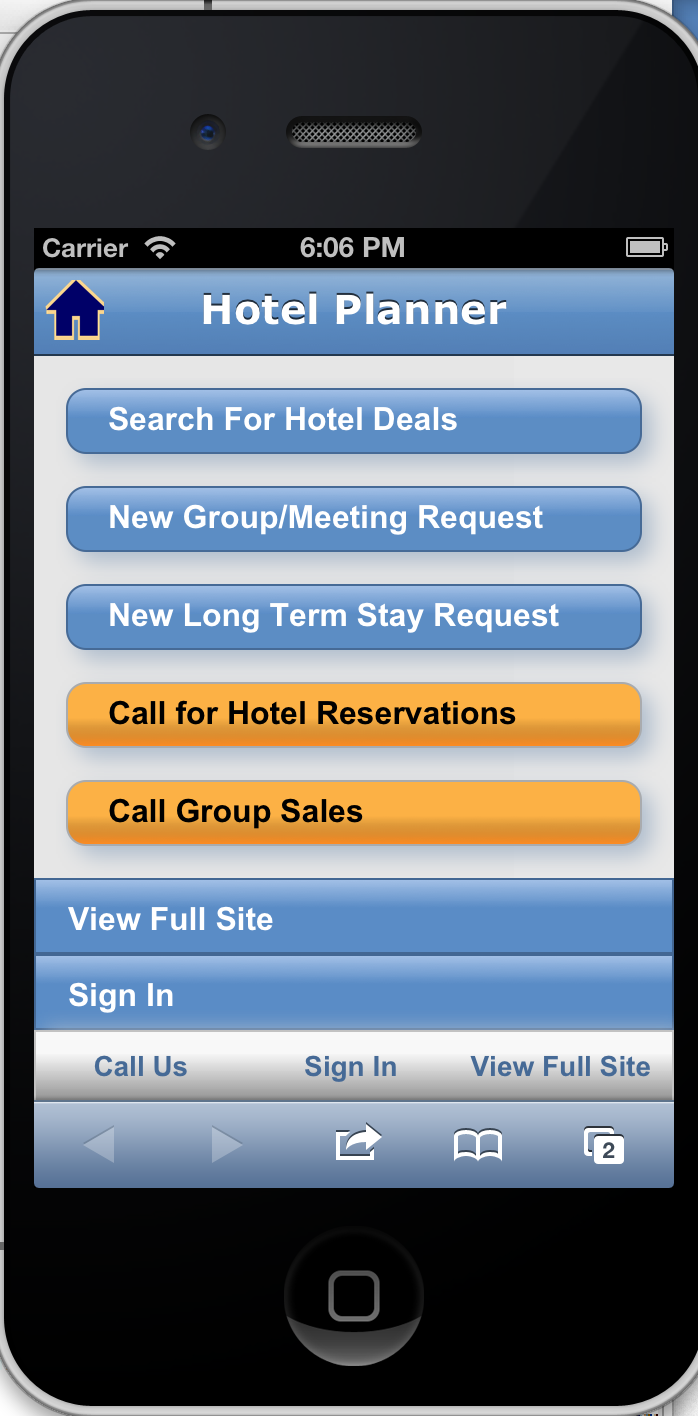 Carrier 6:06 PM
Hotel Planner
Search For Hotel Deals
New Group/Meeting Request
New Long Term Stay Request
Call for Hotel Reservations
Call Group Sales
View Full Site
Sign In
Call Us Sign In View Full Site
2